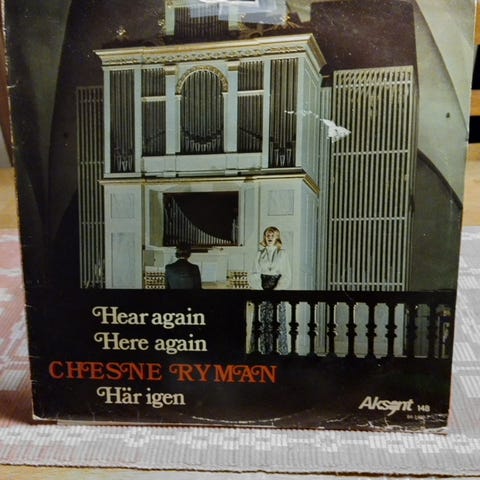 Hear again
Here again
CHESNE RYMAN
Här igen
Aksent 148